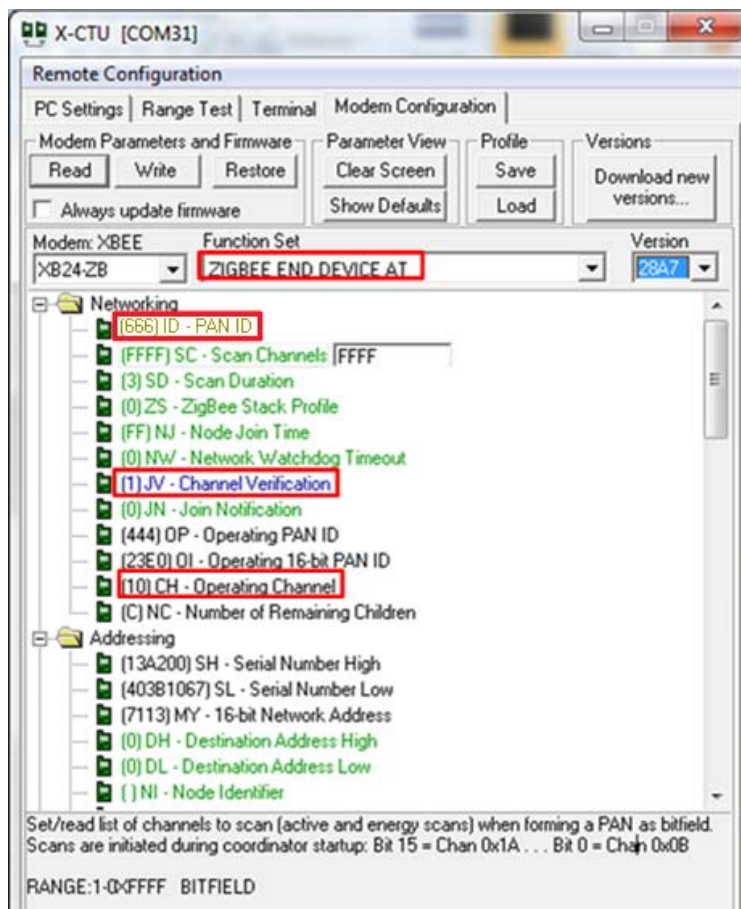 X-CTU [COM31]
Remote Configuration
PC Settings Range Test Terminal Modem Configuration
Modem Parameters and Firmware Parameter View Profile Versions
Read Write Restore Clear Screen Save Download new versions...
Always update firmware Show Defaults Load
Modem: XBEE Function Set Version
XB24-ZB ZIGBEE END DEVICE AT 28A7
Networking
(666) ID - PAN ID
(FFFF) SC - Scan Channels FFFF
(3) SD - Scan Duration
(0) ZS - ZigBee Stack Profile
(FF) NJ - Node Join Time
(0) NW - Network Watchdog Timeout
(1) JV - Channel Verification
(0) JN - Join Notification
(444) OP - Operating PAN ID
(23E0) OI - Operating 16-bit PAN ID
(10) CH - Operating Channel
(C) NC - Number of Remaining Children
Addressing
(13A200) SH - Serial Number High
(403B1067) SL - Serial Number Low
(7113) MY - 16-bit Network Address
(0) DH - Destination Address High
(0) DL - Destination Address Low
( ) NI - Node Identifier
Set/read list of channels to scan (active and energy scans) when forming a PAN as bitfield.
Scans are initiated during coordinator startup: Bit 15 = Chan 0x1A . . . Bit 0 = Chan 0x0B
RANGE:1-0XFFFF BITFIELD